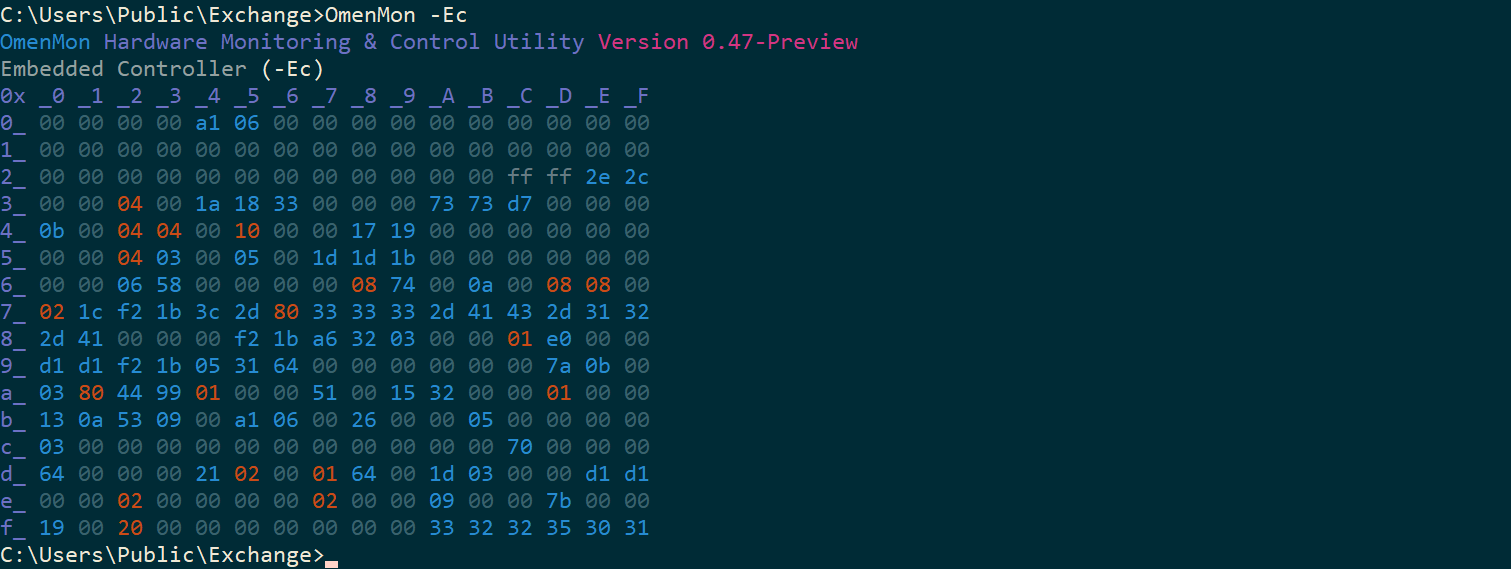 C:\Users\Public\Exchange>OmenMon -Ec
OmenMon Hardware Monitoring & Control Utility Version 0.47-Preview
Embedded Controller (-Ec)
0x _0 _1 _2 _3 _4 _5 _6 _7 _8 _9 _A _B _C _D _E _F
0_ 00 00 00 00 a1 06 00 00 00 00 00 00 00 00 00 00
1_ 00 00 00 00 00 00 00 00 00 00 00 00 00 00 00 00
2_ 00 00 00 00 00 00 00 00 00 00 00 00 ff ff 2e 2c
3_ 00 00 04 00 1a 18 33 00 00 00 73 73 d7 00 00 00
4_ 0b 00 04 04 00 10 00 00 17 19 00 00 00 00 00 00
5_ 00 00 04 03 00 05 00 1d 1d 1b 00 00 00 00 00 00
6_ 00 00 06 58 00 00 00 00 08 74 00 0a 00 08 08 00
7_ 02 1c f2 1b 3c 2d 80 33 33 33 2d 41 43 2d 31 32
8_ 2d 41 00 00 00 f2 1b a6 32 03 00 00 01 e0 00 00
9_ d1 d1 f2 1b 05 31 64 00 00 00 00 00 00 7a 0b 00
a_ 03 80 44 99 01 00 00 51 00 15 32 00 00 01 00 00
b_ 13 0a 53 09 00 a1 06 00 26 00 00 05 00 00 00 00
c_ 03 00 00 00 00 00 00 00 00 00 00 00 70 00 00 00
d_ 64 00 00 00 21 02 00 01 64 00 1d 03 00 00 d1 d1
e_ 00 00 02 00 00 00 00 02 00 00 09 00 00 7b 00 00
f_ 19 00 20 00 00 00 00 00 00 00 33 32 32 35 30 31
C:\Users\Public\Exchange>